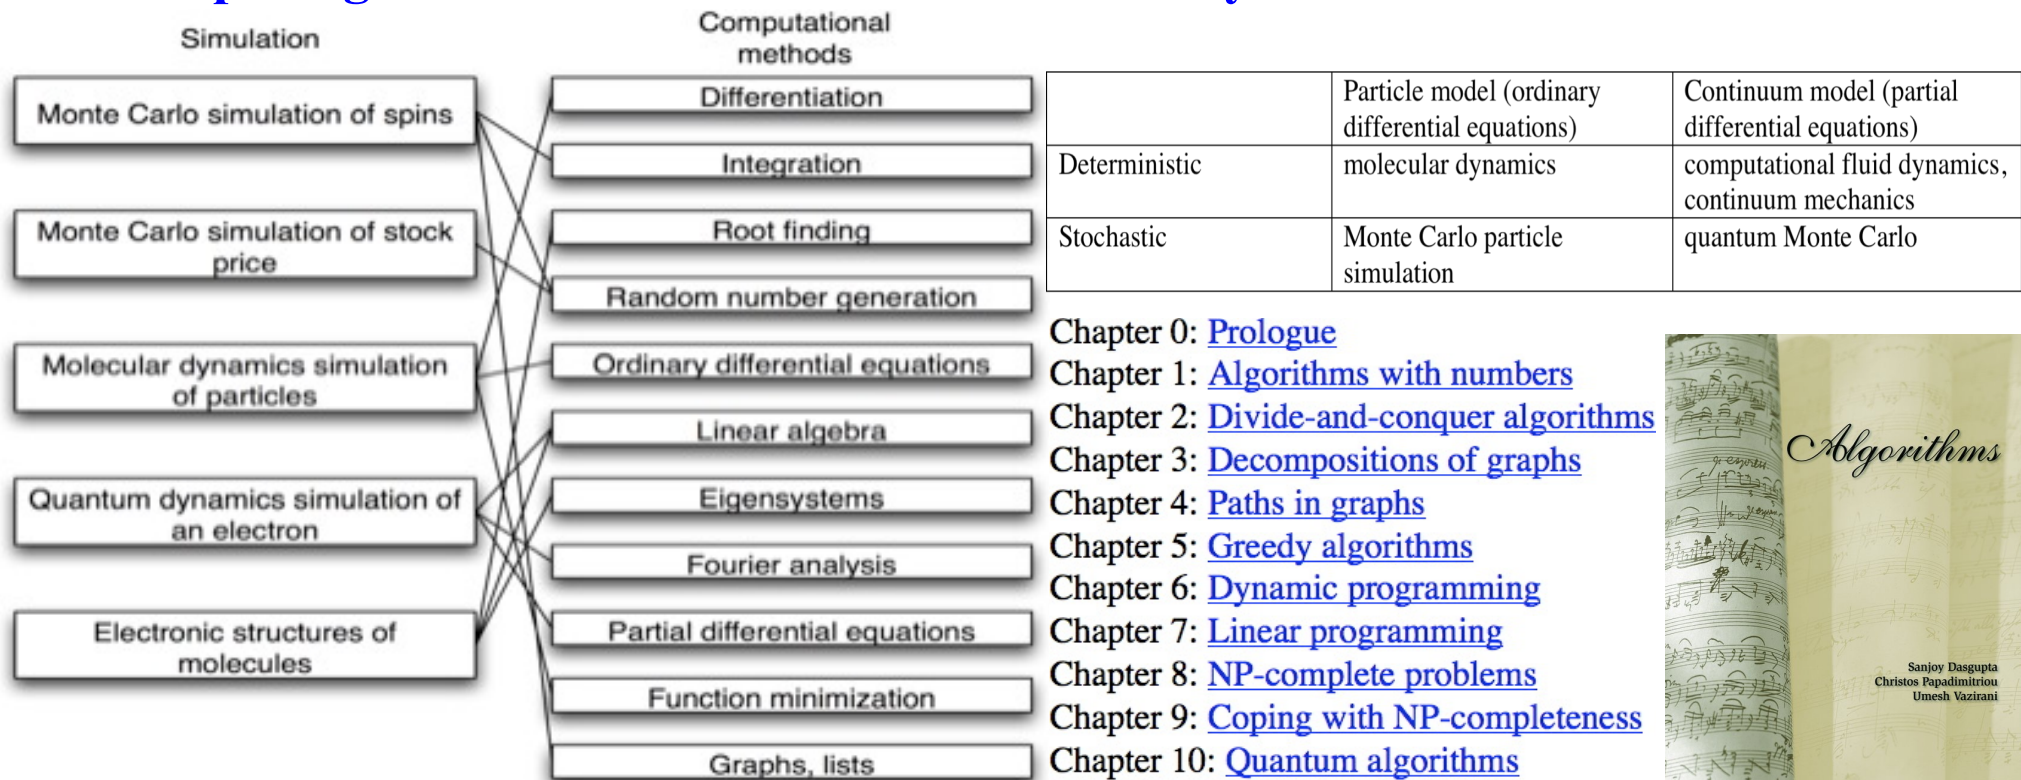 Simulation
Computational
methods
Monte Carlo simulation of spins
Monte Carlo simulation of stock
price
Molecular dynamics simulation
of particles
Quantum dynamics simulation of
an electron
Electronic structures of
molecules
Differentiation
Integration
Root finding
Random number generation
Ordinary differential equations
Linear algebra
Eigensystems
Fourier analysis
Partial differential equations
Function minimization
Graphs, lists
Particle model (ordinary
differential equations)
Continuum model (partial
differential equations)
Deterministic
molecular dynamics
computational fluid dynamics,
continuum mechanics
Stochastic
Monte Carlo particle
simulation
quantum Monte Carlo
Chapter 0: Prologue
Chapter 1: Algorithms with numbers
Chapter 2: Divide-and-conquer algorithms
Chapter 3: Decompositions of graphs
Chapter 4: Paths in graphs
Chapter 5: Greedy algorithms
Chapter 6: Dynamic programming
Chapter 7: Linear programming
Chapter 8: NP-complete problems
Chapter 9: Coping with NP-completeness
Chapter 10: Quantum algorithms
Algorithms
Sanjoy Dasgupta
Christos Papadimitriou
Umesh Vazirani